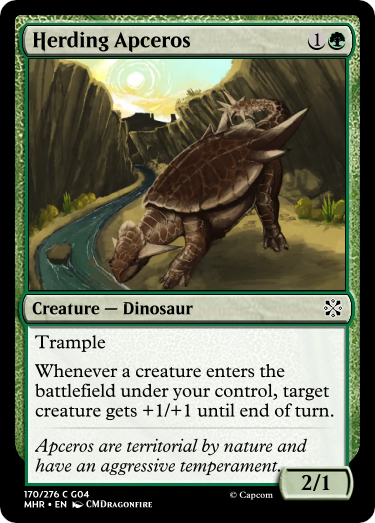 Herding Apceros 1
Creature — Dinosaur
Trample
Whenever a creature enters the
battlefield under your control, target
creature gets +1/+1 until end of turn.
Apceros are territorial by nature and
have an aggressive temperament.
2/1
170/276 C G04
MHR • EN CMDragonfire
© Capcom